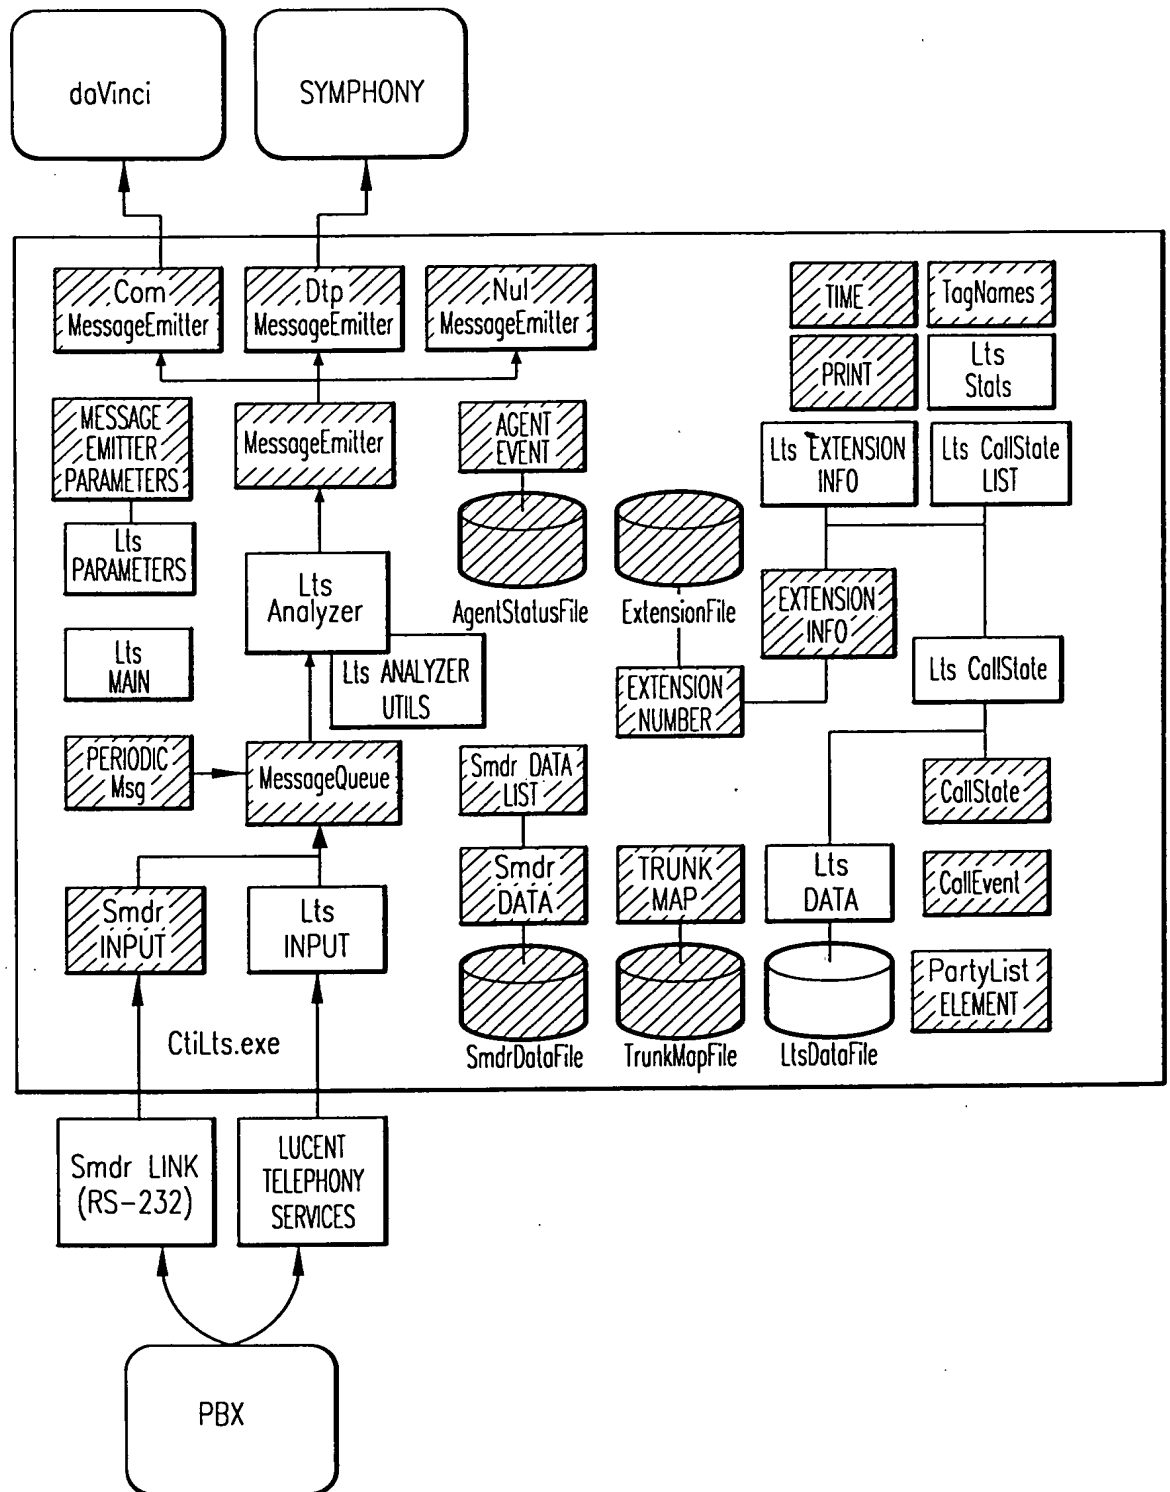 daVinci
SYMPHONY
Com
MessageEmitter
Dtp
MessageEmitter
Nul
MessageEmitter
TIME
TagNames
PRINT
Lts
Stats
MESSAGE
EMITTER
PARAMETERS
MessageEmitter
AGENT
EVENT
Lts EXTENSION
INFO
Lts CallState
LIST
Lts
PARAMETERS
Lts
Analyzer
AgentStatusFile
ExtensionFile
EXTENSION
INFO
Lts
MAIN
Lts ANALYZER
UTILS
EXTENSION
NUMBER
Lts CallState
PERIODIC
Msg
MessageQueue
Smdr DATA
LIST
CallState
Smdr
INPUT
Lts
INPUT
Smdr
DATA
TRUNK
MAP
Lts
DATA
CallEvent
PartyList
ELEMENT
CtiLts.exe
SmdrDataFile
TrunkMapFile
LtsDataFile
Smdr LINK
(RS-232)
LUCENT
TELEPHONY
SERVICES
PBX